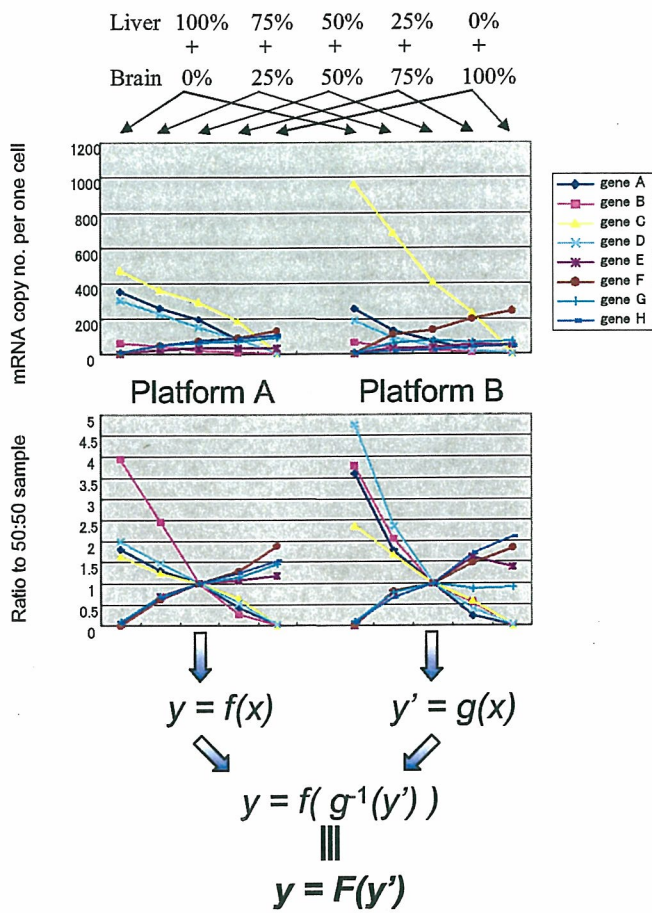 Liver 100% 75% 50% 25% 0%
+ + + + +
Brain 0% 25% 50% 75% 100%
mRNA copy no. per one cell
1200
1000
800
600
400
200
0
gene A
gene B
gene C
gene D
gene E
gene F
gene G
gene H
Platform A Platform B
Ratio to 50:50 sample
5
4.5
4
3.5
3
2.5
2
1.5
1
0.5
0
y = f(x) y' = g(x)
y = f( g⁻¹(y') )
y = F(y')